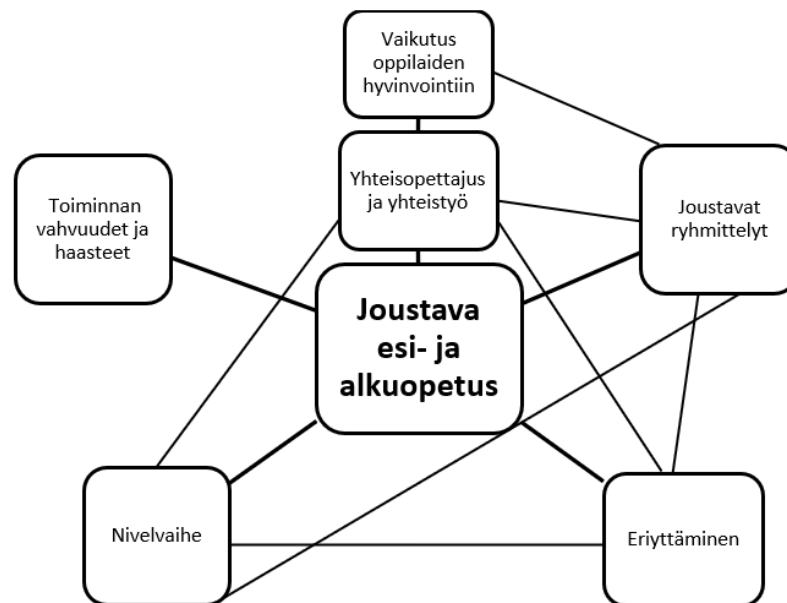 Vaikutus
oppilaiden
hyvinvointiin
Yhteisopettajus
ja yhteistyö
Toiminnan
vahvuudet ja
haasteet
Joustavat
ryhmittelyt
Joustava
esi- ja
alkuopetus
Nivelvaihe
Eriyttäminen